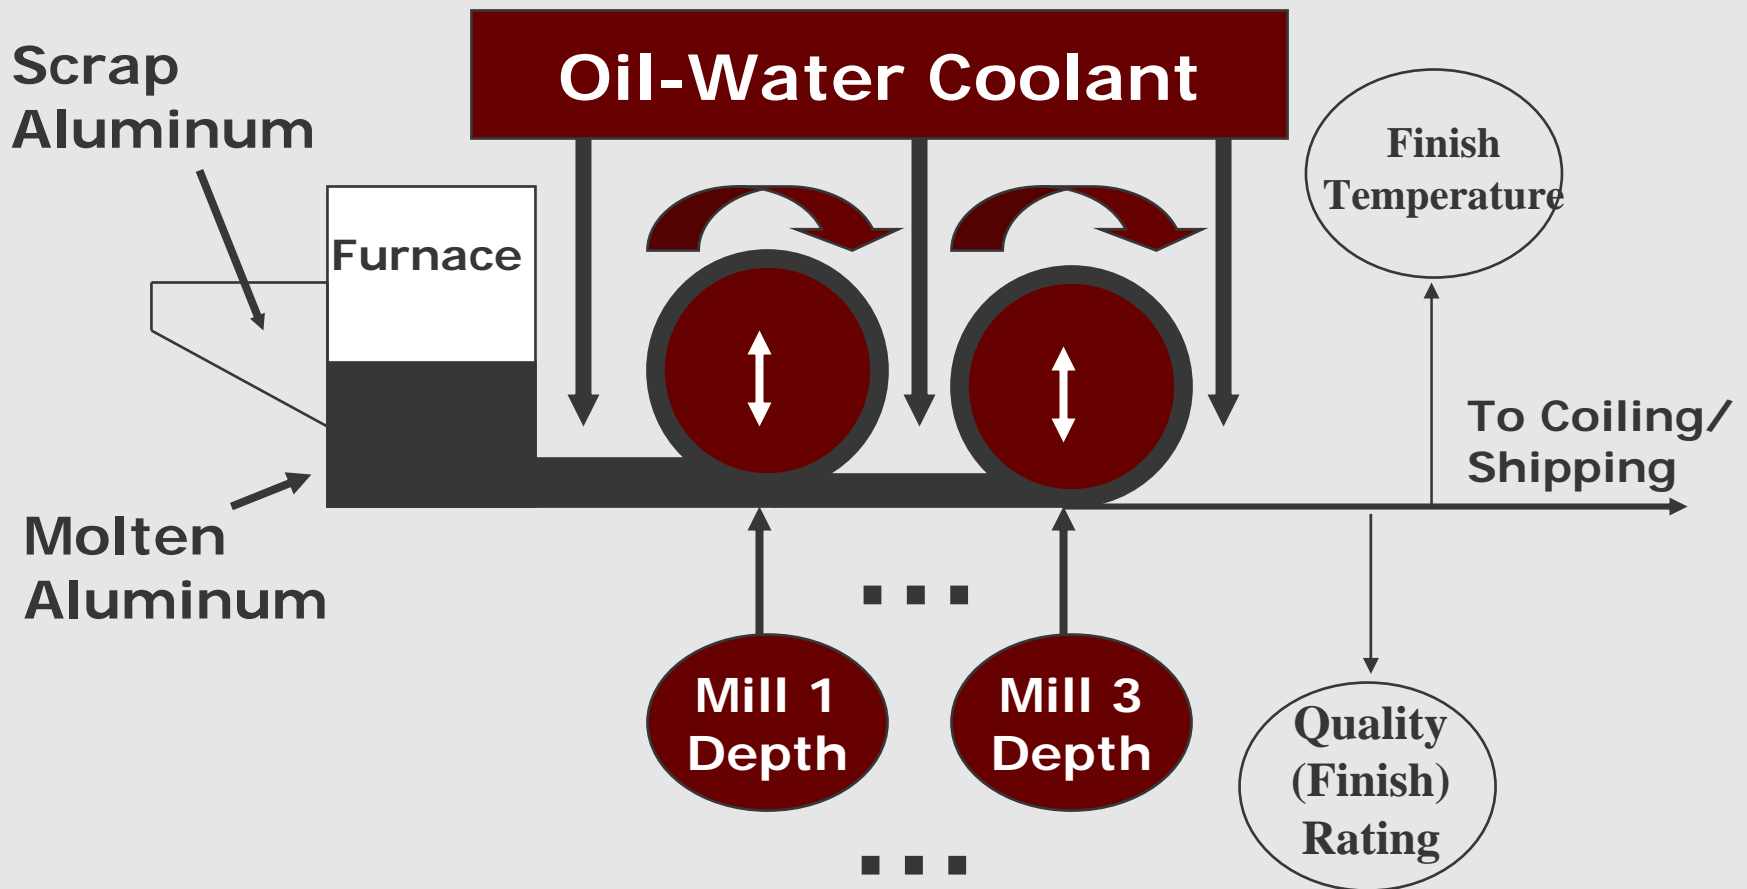 Scrap
Aluminum
Oil-Water Coolant
Finish
Temperature
Furnace
To Coiling/
Shipping
Molten
Aluminum
...
Mill 1
Depth
Mill 3
Depth
Quality
(Finish)
Rating
...